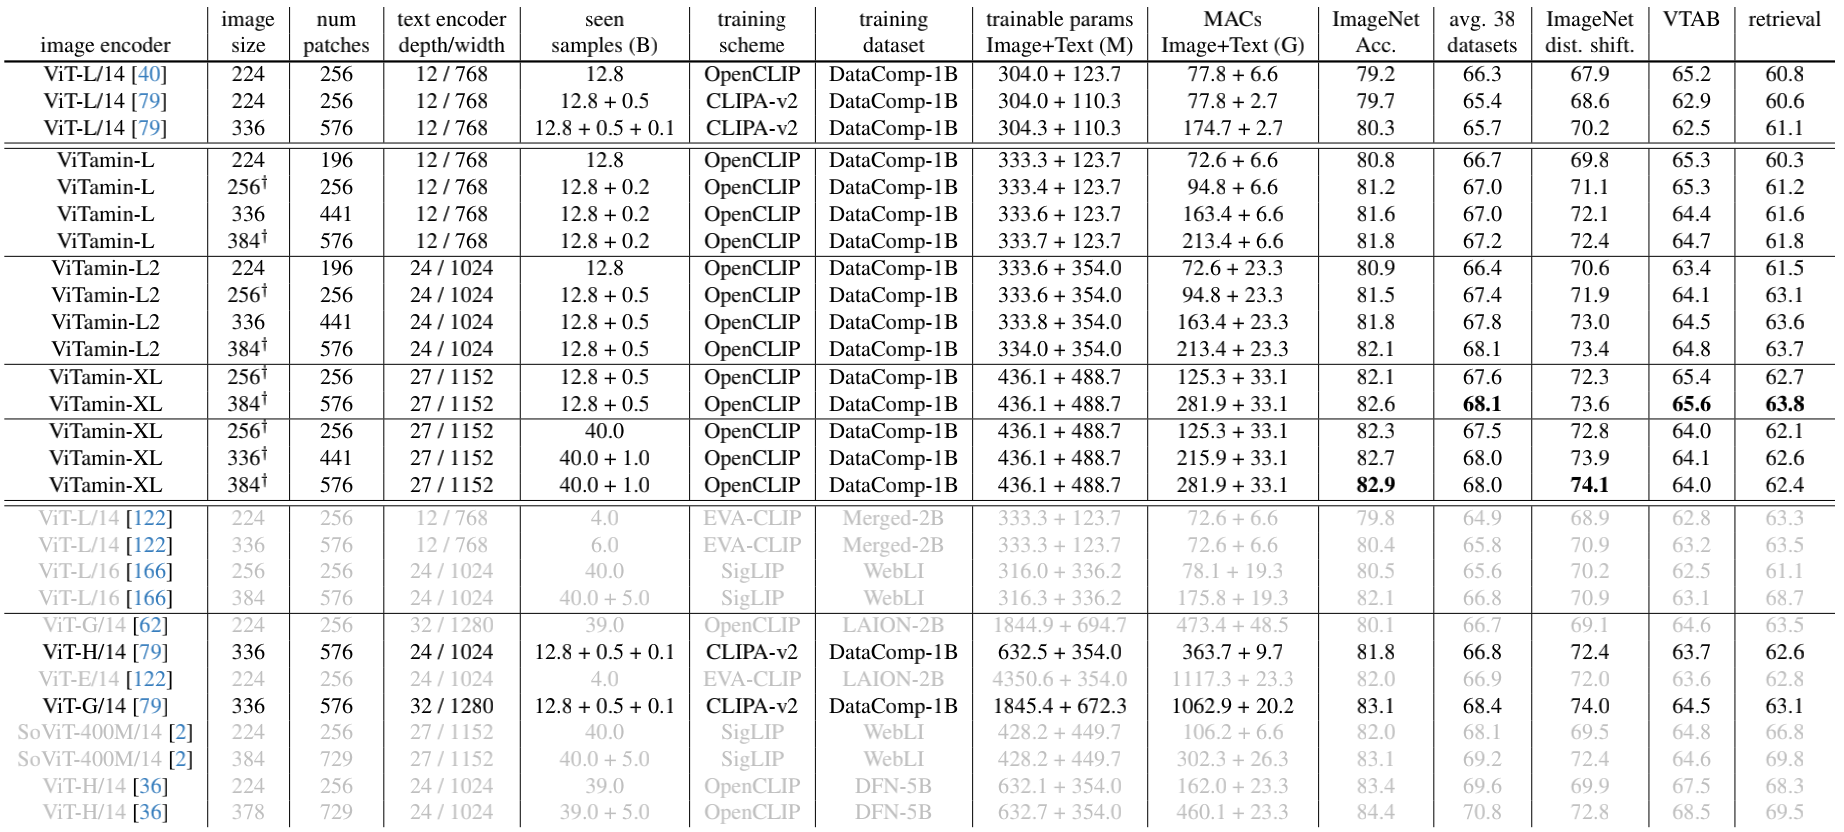 image num text encoder seen training training trainable params MACs ImageNet avg. 38 ImageNet VTAB retrieval
image encoder size patches depth/width samples (B) scheme dataset Image+Text (M) Image+Text (G) Acc. datasets dist. shift.
ViT-L/14 [40] 224 256 12 / 768 12.8 OpenCLIP DataComp-1B 304.0 + 123.7 77.8 + 6.6 79.2 66.3 67.9 65.2 60.8
ViT-L/14 [79] 224 256 12 / 768 12.8 + 0.5 CLIPA-v2 DataComp-1B 304.0 + 110.3 77.8 + 2.7 79.7 65.4 68.6 62.9 60.6
ViT-L/14 [79] 336 576 12 / 768 12.8 + 0.5 + 0.1 CLIPA-v2 DataComp-1B 304.3 + 110.3 174.7 + 2.7 80.3 65.7 70.2 62.5 61.1
ViTamin-L 224 196 12 / 768 12.8 OpenCLIP DataComp-1B 333.3 + 123.7 72.6 + 6.6 80.8 66.7 69.8 65.3 60.3
ViTamin-L 256† 256 12 / 768 12.8 + 0.2 OpenCLIP DataComp-1B 333.4 + 123.7 94.8 + 6.6 81.2 67.0 71.1 65.3 61.2
ViTamin-L 336 441 12 / 768 12.8 + 0.2 OpenCLIP DataComp-1B 333.6 + 123.7 163.4 + 6.6 81.6 67.0 72.1 64.4 61.6
ViTamin-L 384† 576 12 / 768 12.8 + 0.2 OpenCLIP DataComp-1B 333.7 + 123.7 213.4 + 6.6 81.8 67.2 72.4 64.7 61.8
ViTamin-L2 224 196 24 / 1024 12.8 OpenCLIP DataComp-1B 333.6 + 354.0 72.6 + 23.3 80.9 66.4 70.6 63.4 61.5
ViTamin-L2 256† 256 24 / 1024 12.8 + 0.5 OpenCLIP DataComp-1B 333.6 + 354.0 94.8 + 23.3 81.5 67.4 71.9 64.1 63.1
ViTamin-L2 336 441 24 / 1024 12.8 + 0.5 OpenCLIP DataComp-1B 333.8 + 354.0 163.4 + 23.3 81.8 67.8 73.0 64.5 63.6
ViTamin-L2 384† 576 24 / 1024 12.8 + 0.5 OpenCLIP DataComp-1B 334.0 + 354.0 213.4 + 23.3 82.1 68.1 73.4 64.8 63.7
ViTamin-XL 256† 256 27 / 1152 12.8 + 0.5 OpenCLIP DataComp-1B 436.1 + 488.7 125.3 + 33.1 82.1 67.6 72.3 65.4 62.7
ViTamin-XL 384† 576 27 / 1152 12.8 + 0.5 OpenCLIP DataComp-1B 436.1 + 488.7 281.9 + 33.1 82.6 68.1 73.6 65.6 63.8
ViTamin-XL 256† 256 27 / 1152 40.0 OpenCLIP DataComp-1B 436.1 + 488.7 125.3 + 33.1 82.3 67.5 72.8 64.0 62.1
ViTamin-XL 336† 441 27 / 1152 40.0 + 1.0 OpenCLIP DataComp-1B 436.1 + 488.7 215.9 + 33.1 82.7 68.0 73.9 64.1 62.6
ViTamin-XL 384† 576 27 / 1152 40.0 + 1.0 OpenCLIP DataComp-1B 436.1 + 488.7 281.9 + 33.1 82.9 68.0 74.1 64.0 62.4
ViT-L/14 [122] 224 256 12 / 768 4.0 EVA-CLIP Merged-2B 333.3 + 123.7 72.6 + 6.6 79.8 64.9 68.9 62.8 63.3
ViT-L/14 [122] 336 576 12 / 768 6.0 EVA-CLIP Merged-2B 333.3 + 123.7 72.6 + 6.6 80.4 65.8 70.9 63.2 63.5
ViT-L/16 [166] 256 256 24 / 1024 40.0 SigLIP WebLI 316.0 + 336.2 78.1 + 19.3 80.5 65.6 70.2 62.5 61.1
ViT-L/16 [166] 384 576 24 / 1024 40.0 + 5.0 SigLIP WebLI 316.3 + 336.2 175.8 + 19.3 82.1 66.8 70.9 63.1 68.7
ViT-G/14 [62] 224 256 32 / 1280 39.0 OpenCLIP LAION-2B 1844.9 + 694.7 473.4 + 48.5 80.1 66.7 69.1 64.6 63.5
ViT-H/14 [79] 336 576 24 / 1024 12.8 + 0.5 + 0.1 CLIPA-v2 DataComp-1B 632.5 + 354.0 363.7 + 9.7 81.8 66.8 72.4 63.7 62.6
ViT-E/14 [122] 224 256 24 / 1024 4.0 EVA-CLIP LAION-2B 4350.6 + 354.0 1117.3 + 23.3 82.0 66.9 72.0 63.6 62.8
ViT-G/14 [79] 336 576 32 / 1280 12.8 + 0.5 + 0.1 CLIPA-v2 DataComp-1B 1845.4 + 672.3 1062.9 + 20.2 83.1 68.4 74.0 64.5 63.1
SoViT-400M/14 [2] 224 256 27 / 1152 40.0 SigLIP WebLI 428.2 + 449.7 106.2 + 6.6 82.0 68.1 69.5 64.8 66.8
SoViT-400M/14 [2] 384 729 27 / 1152 40.0 + 5.0 SigLIP WebLI 428.2 + 449.7 302.3 + 26.3 83.1 69.2 72.4 64.6 69.8
ViT-H/14 [36] 224 256 24 / 1024 39.0 OpenCLIP DFN-5B 632.1 + 354.0 162.0 + 23.3 83.4 69.6 69.9 67.5 68.3
ViT-H/14 [36] 378 729 24 / 1024 39.0 + 5.0 OpenCLIP DFN-5B 632.7 + 354.0 460.1 + 23.3 84.4 70.8 72.8 68.5 69.5